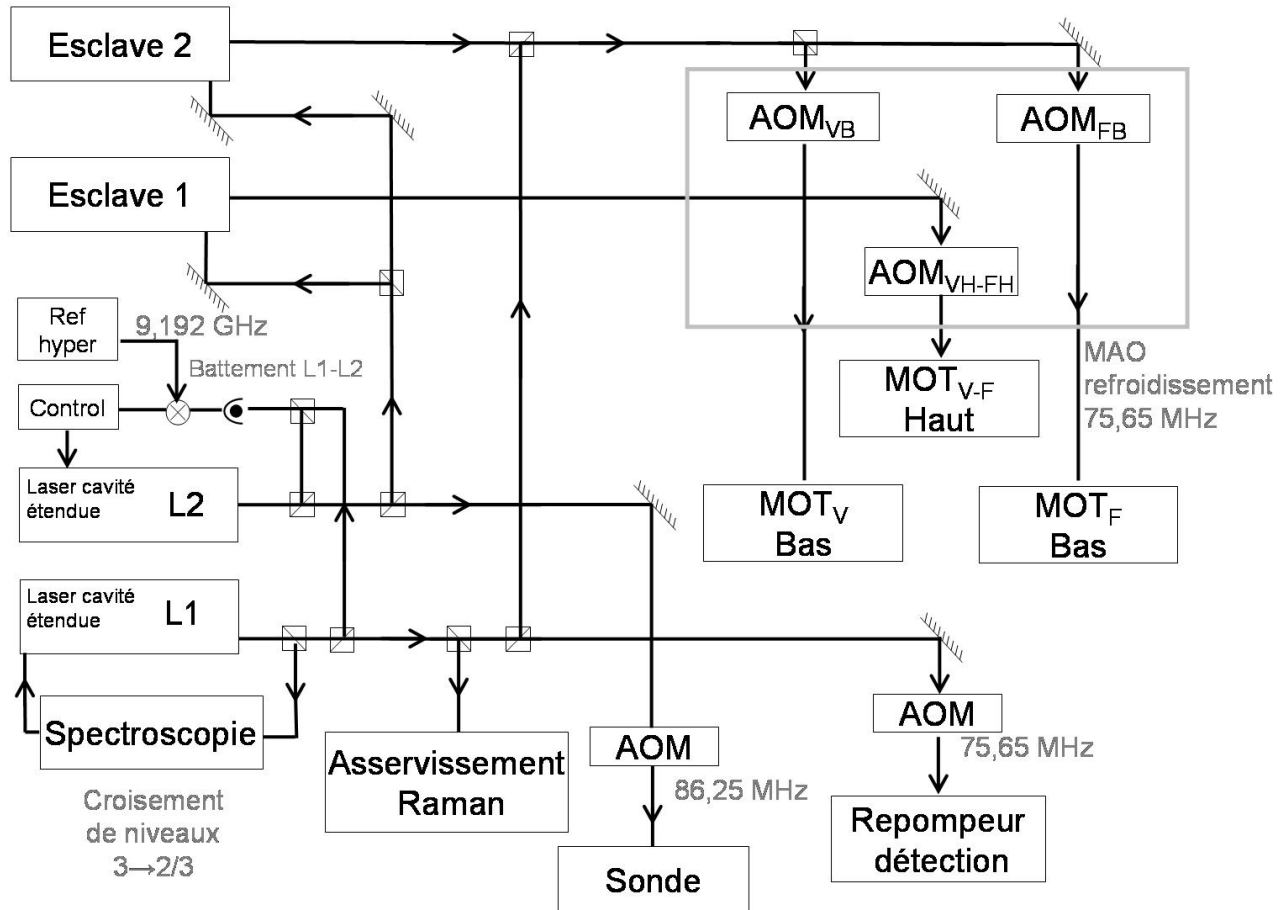 Esclave 2
AOMVB
AOMFB
Esclave 1
AOMVH-FH
Ref
hyper
9,192 GHz
Battement L1-L2
Control
MOTV-F
Haut
MAO
refroidissement
75,65 MHz
Laser cavité
étendue
L2
MOTV
Bas
MOTF
Bas
Laser cavité
étendue
L1
Spectroscopie
Croisement
de niveaux
3→2/3
Asservissement
Raman
AOM
86,25 MHz
Sonde
AOM
75,65 MHz
Repompeur
détection